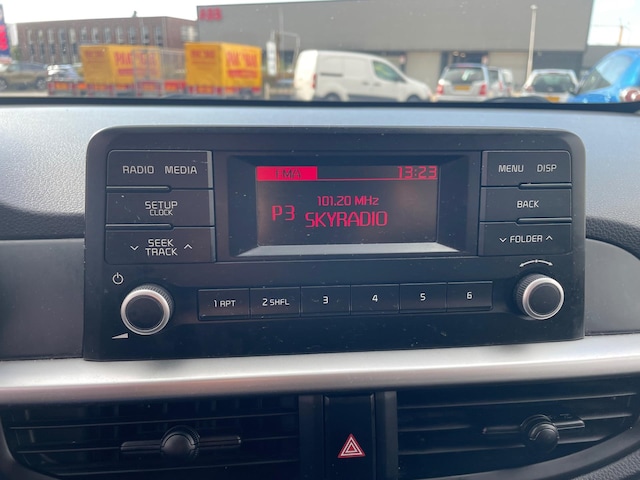 RADIO MEDIA
SETUP
CLOCK
SEEK
TRACK
FM1
13:23
101.20 MHz
P3 SKYRADIO
MENU DISP
BACK
FOLDER
1 RPT
2 SHFL
3
4
5
6